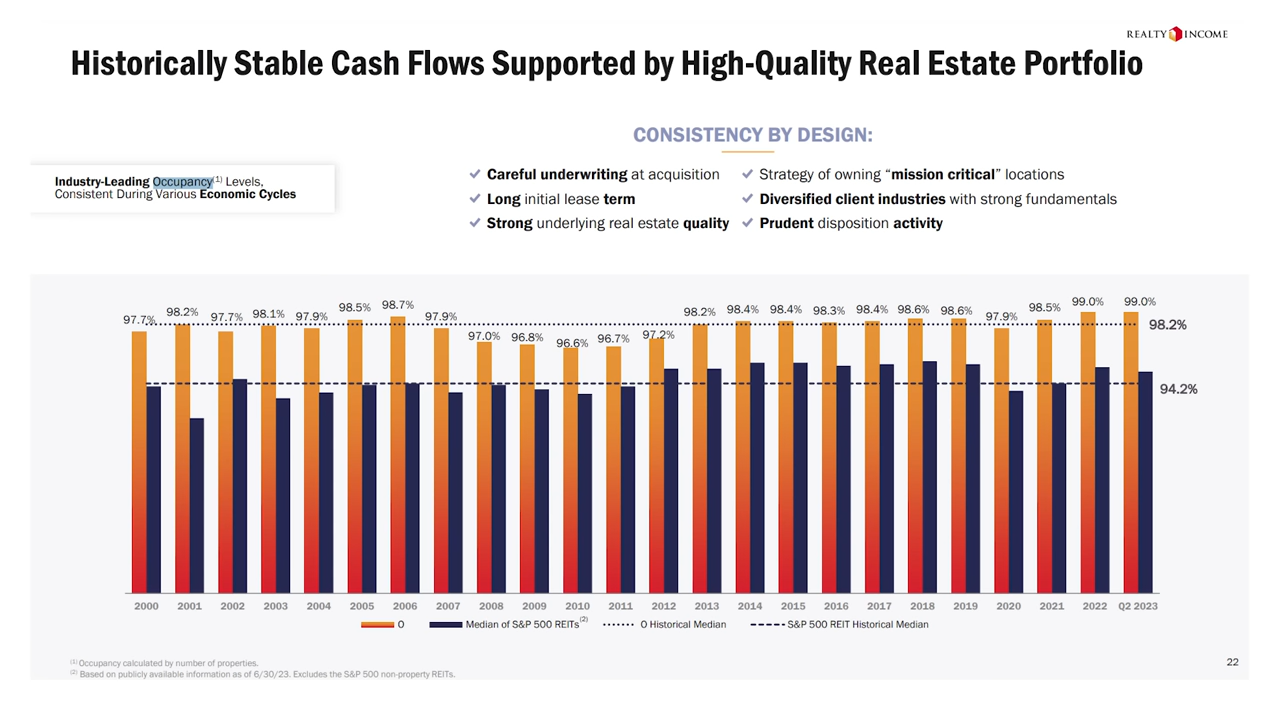 REALTY INCOME
Historically Stable Cash Flows Supported by High-Quality Real Estate Portfolio
CONSISTENCY BY DESIGN:
Industry-Leading Occupancy(1) Levels,
Consistent During Various Economic Cycles
Careful underwriting at acquisition
Long initial lease term
Strong underlying real estate quality
Strategy of owning “mission critical” locations
Diversified client industries with strong fundamentals
Prudent disposition activity
97.7% 98.2% 97.7% 98.1% 97.9% 98.5% 98.7% 97.9% 97.0% 96.8% 96.6% 96.7% 97.2% 98.2% 98.4% 98.4% 98.3% 98.4% 98.6% 98.6% 97.9% 98.5% 99.0% 99.0%
98.2%
94.2%
2000 2001 2002 2003 2004 2005 2006 2007 2008 2009 2010 2011 2012 2013 2014 2015 2016 2017 2018 2019 2020 2021 2022 Q2 2023
O Median of S&P 500 REITs(2) O Historical Median S&P 500 REIT Historical Median
(1) Occupancy calculated by number of properties.
(2) Based on publicly available information as of 6/30/23. Excludes the S&P 500 non-property REITs.
22